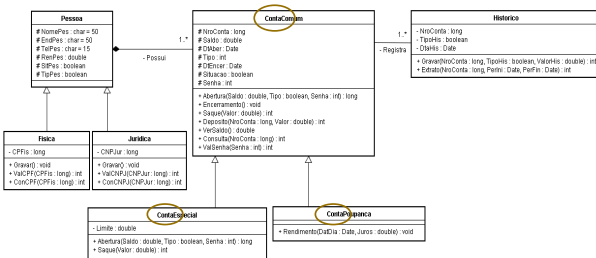 Pessoa
# NomePes : char = 50
# EndPes : char = 50
# TelPes : char = 15
# RenPes : double
# SitPes : boolean
# TipPes : boolean
1..*
- Possui
ContaComum
# NroConta : long
# Saldo : double
# DtAber : Date
# Tipo : int
# DtEncer : Date
# Situacao : boolean
# Senha : int
+ Abertura(Saldo : double, Tipo : boolean, Senha : int) : long
+ Encerramento() : void
+ Saque(Valor : double) : int
+ Deposito(NroConta : long, Valor : double) : int
+ VerSaldo() : double
+ Consulta(NroConta : long) : int
+ ValSenha(Senha : int) : int
1..*
- Registra
Historico
- NroConta : long
- TipoHis : boolean
- DtaHis : Date
+ Gravar(NroConta : long, TipoHis : boolean, ValorHis : double) : int
+ Extrato(NroConta : long, PerIni : Date, PerFin : Date) : int
Fisica
- CPFis : long
+ Gravar() : void
+ ValCPF(CPFis : long) : int
+ ConCPF(CPFis : long) : int
Juridica
- CNPJur : long
+ Gravar() : void
+ ValCNPJ(CNPJur : long) : int
+ ConCNPJ(CNPJur : long) : int
ContaEspecial
- Limite : double
+ Abertura(Saldo : double, Tipo : boolean, Senha : int) : long
+ Saque(Valor : double) : int
ContaPoupanca
+ Rendimento(DatDia : Date, Juros : double) : void